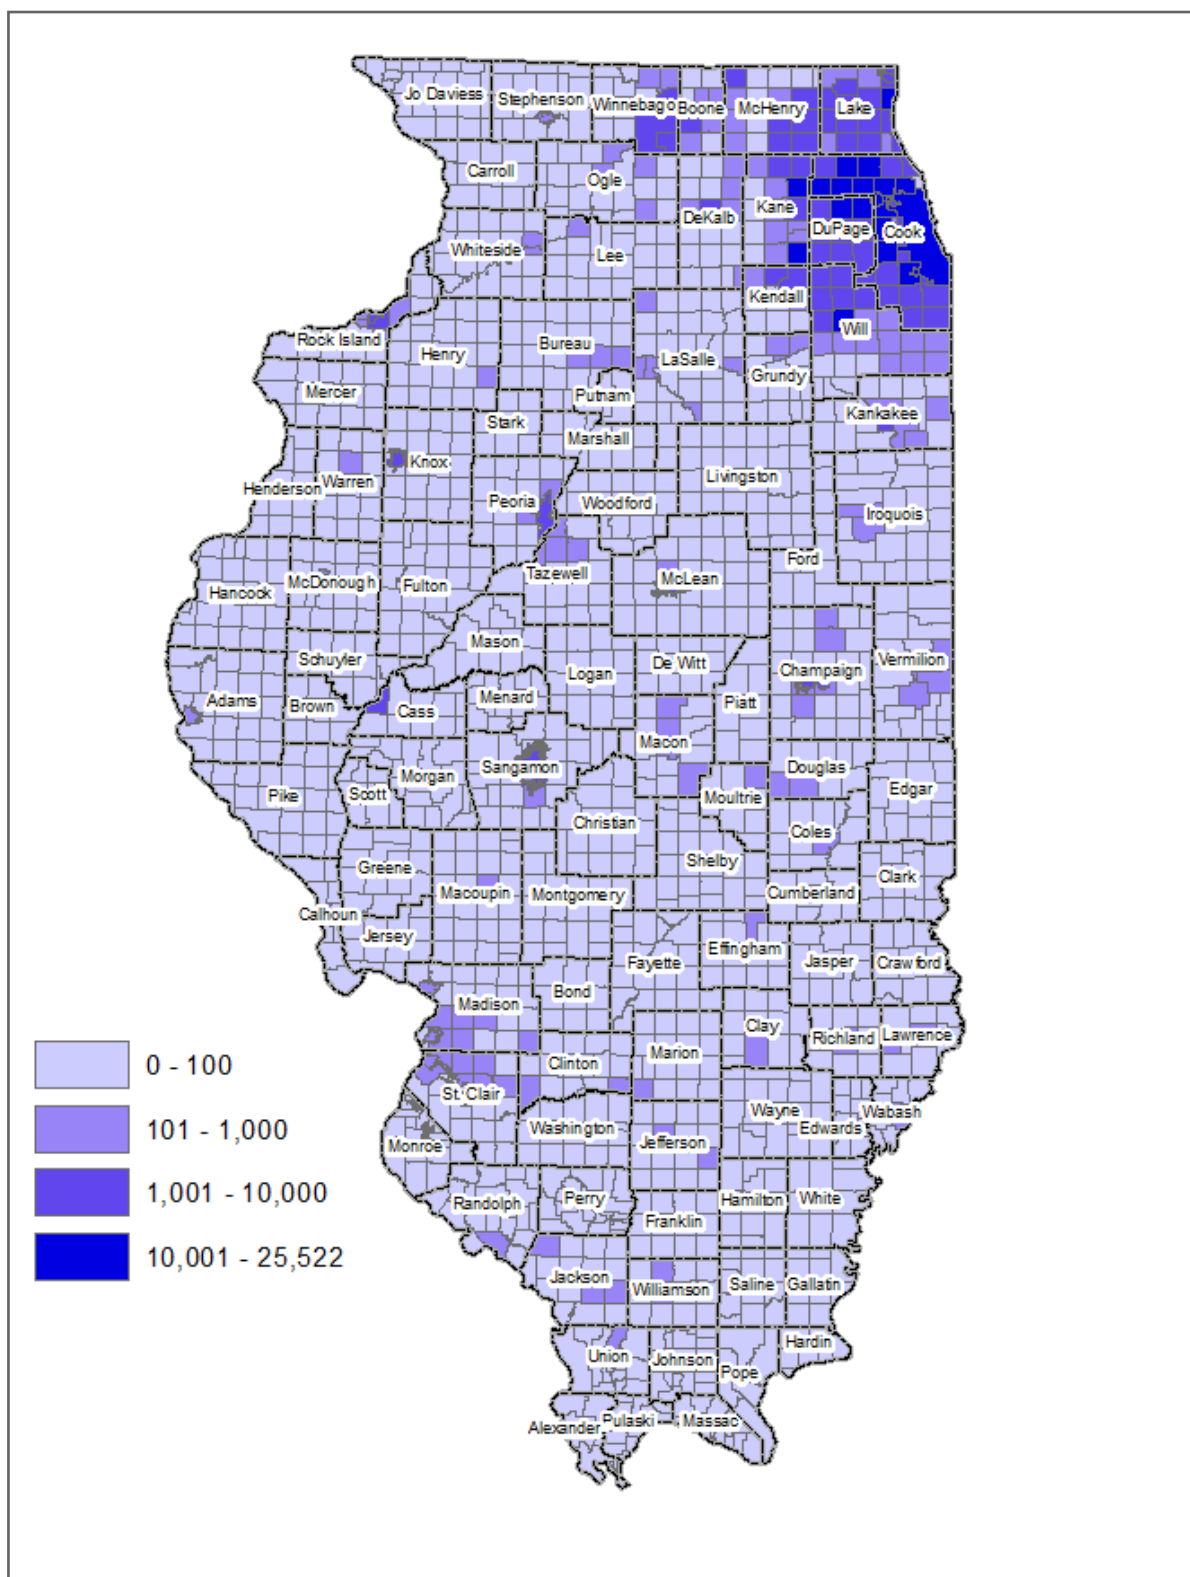 Jo Daviess
Stephenson
Winnebago
Boone
McHenry
Lake
Carroll
Ogle
DeKalb
Kane
DuPage
Cook
Whiteside
Lee
Kendall
Rock Island
Henry
Bureau
LaSalle
Grundy
Will
Mercer
Putnam
Kankakee
Stark
Marshall
Henderson
Warren
Knox
Peoria
Woodford
Livingston
Iroquois
Hancock
McDonough
Fulton
Tazewell
McLean
Ford
Schuyler
Mason
Logan
De Witt
Champaign
Vermilion
Adams
Brown
Cass
Menard
Piatt
Macon
Pike
Scott
Morgan
Sangamon
Christian
Moultrie
Douglas
Edgar
Coles
Shelby
Greene
Macoupin
Montgomery
Cumberland
Clark
Calhoun
Jersey
Fayette
Effingham
Jasper
Crawford
Madison
Bond
Clay
Richland
Lawrence
0 - 100
Clinton
Marion
St. Clair
Wayne
Edwards
Wabash
101 - 1,000
Monroe
Washington
Jefferson
1,001 - 10,000
Randolph
Perry
Franklin
Hamilton
White
10,001 - 25,522
Jackson
Williamson
Saline
Gallatin
Union
Johnson
Pope
Hardin
Alexander
Pulaski
Massac